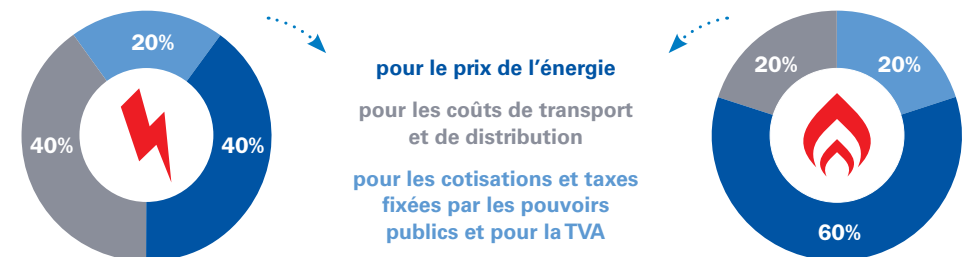 20%
40%
40%
pour le prix de l'énergie
pour les coûts de transport
et de distribution
pour les cotisations et taxes
fixées par les pouvoirs
publics et pour la TVA
20%
20%
60%